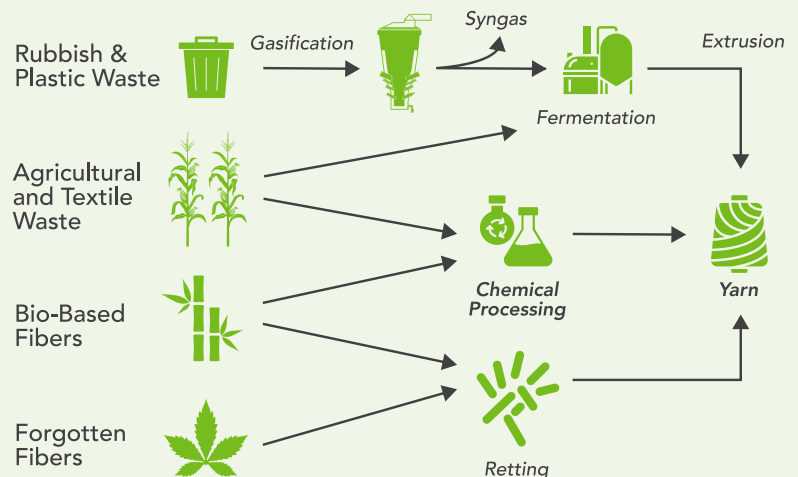 Syngas
Gasification
Extrusion
Rubbish &
Plastic Waste
Fermentation
Agricultural
and Textile
Waste
Chemical
Processing
Yarn
Bio-Based
Fibers
Forgotten
Fibers
Retting